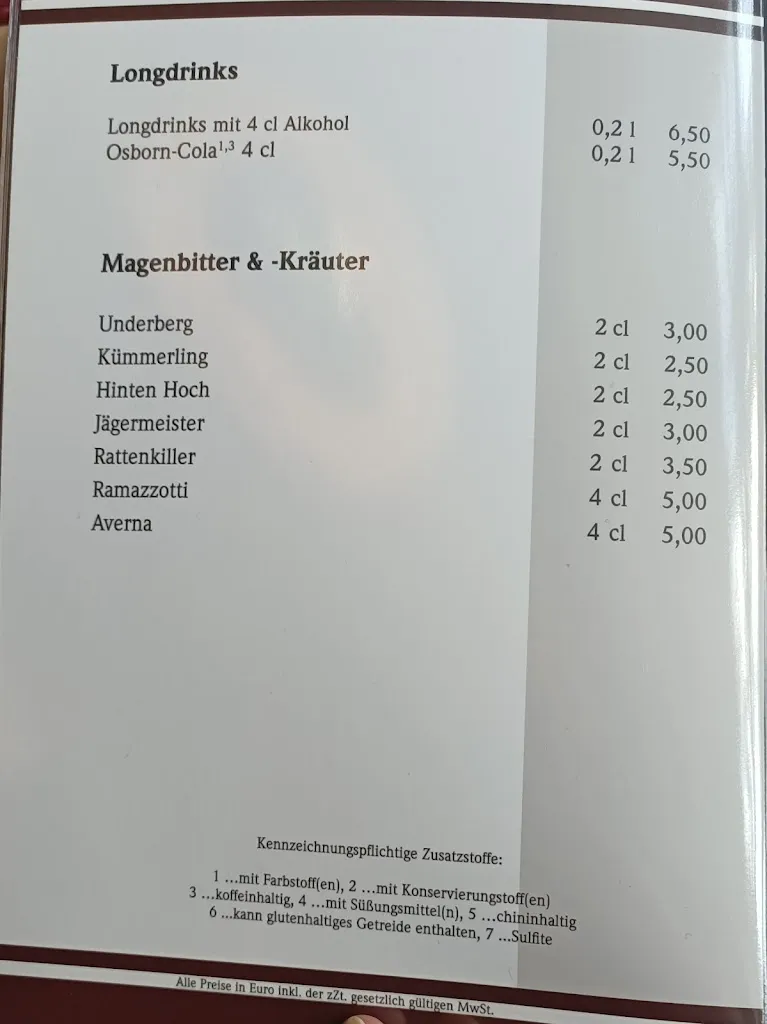 Longdrinks
Longdrinks mit 4 cl Alkohol 0,2 l 6,50
Osborn-Cola¹,³ 4 cl 0,2 l 5,50
Magenbitter & -Kräuter
Underberg 2 cl 3,00
Kümmerling 2 cl 2,50
Hinten Hoch 2 cl 2,50
Jägermeister 2 cl 3,00
Rattenkiller 2 cl 3,50
Ramazzotti 4 cl 5,00
Averna 4 cl 5,00
Kennzeichnungspflichtige Zusatzstoffe:
1 ...mit Farbstoff(en), 2 ...mit Konservierungstoff(en)
3 ...koffeinhaltig, 4 ...mit Süßungsmittel(n), 5 ...chininhaltig
6 ...kann glutenhaltiges Getreide enthalten, 7 ...Sulfite
Alle Preise in Euro inkl. der zZt. gesetzlich gültigen MwSt.